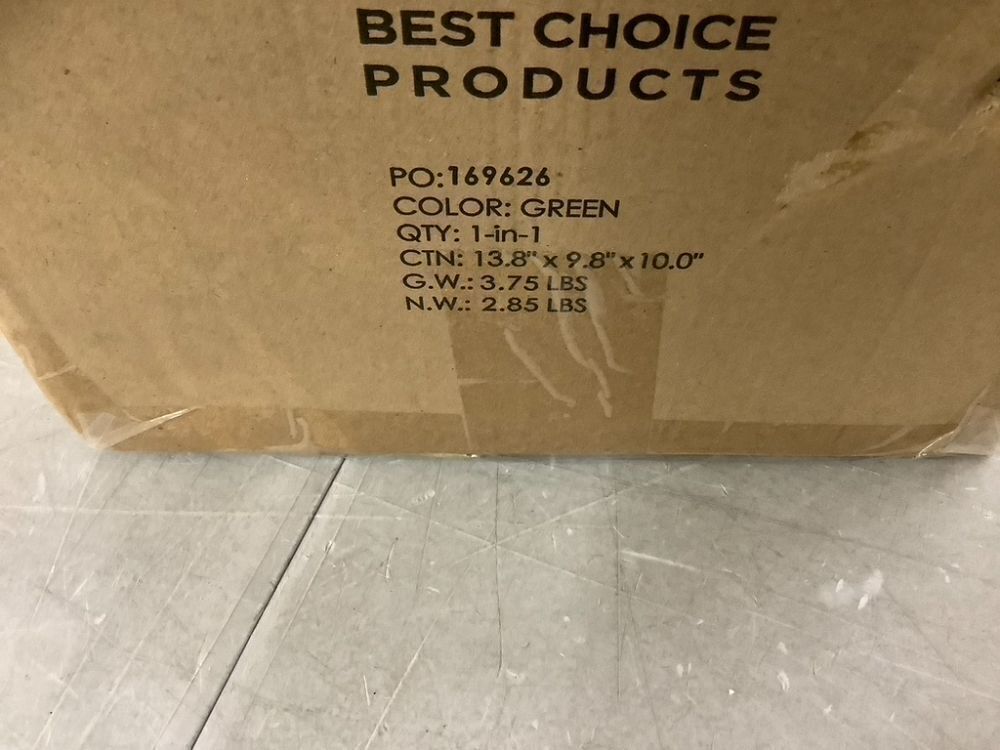 BEST CHOICE
PRODUCTS
PO:169626
COLOR: GREEN
QTY: 1-in-1
CTN: 13.8" x 9.8" x 10.0"
G.W.: 3.75 LBS
N.W.: 2.85 LBS